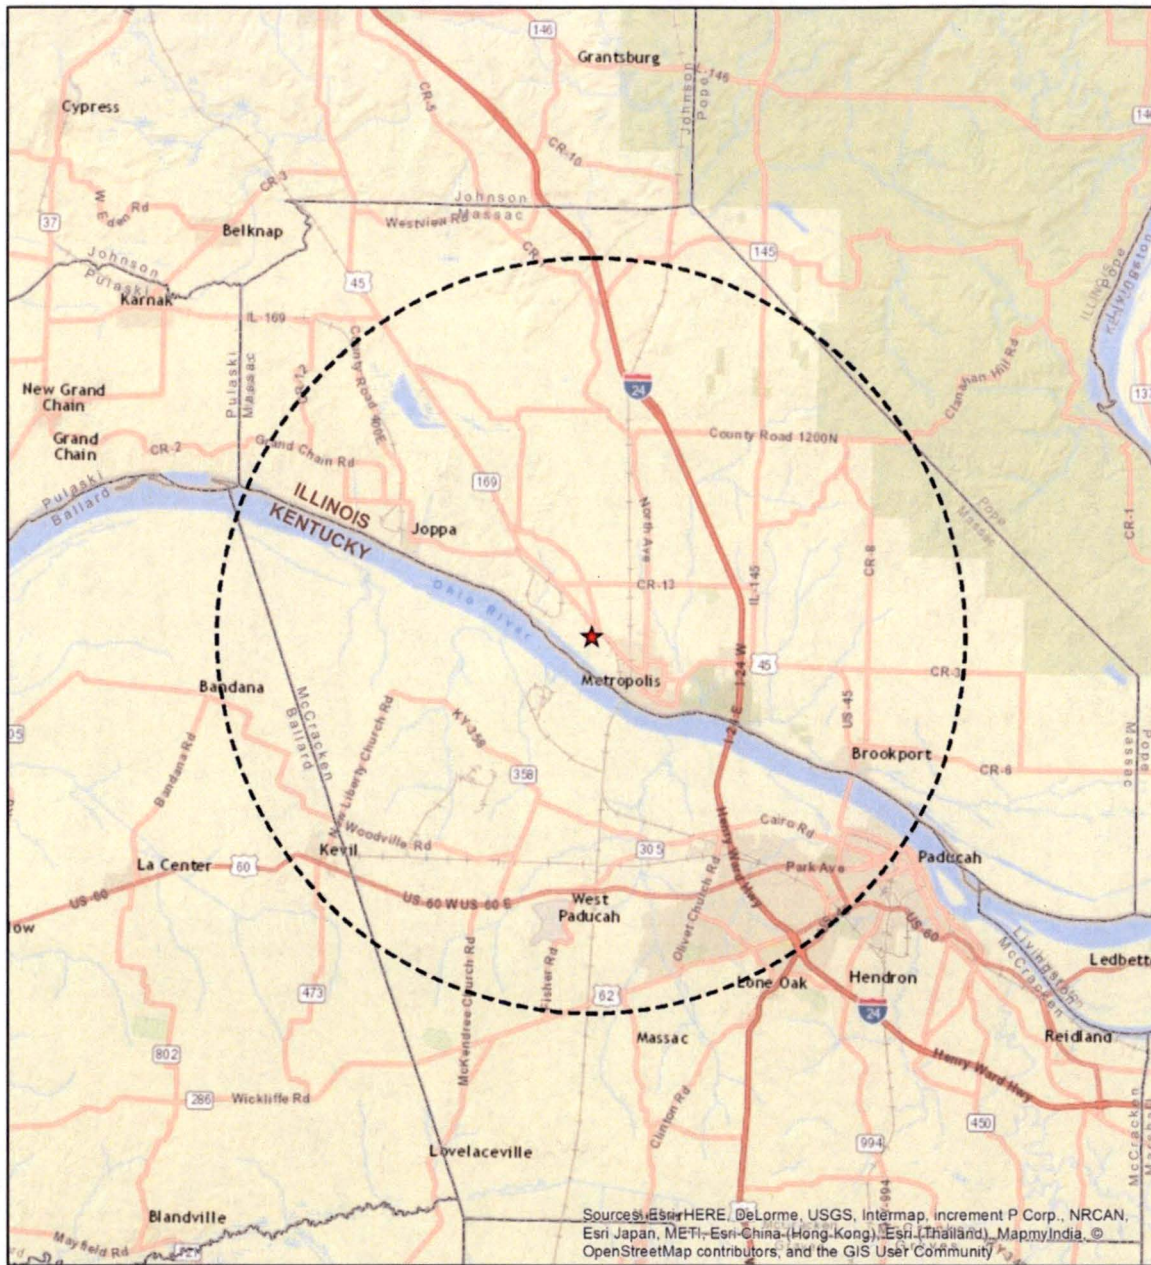 146
Grantsburg
IL-146
Johnson
Pope
Cypress
CR-5
CR-10
146
CR-3
W Eden Rd
Johnson
Massac
Westview Rd
37
Belknap
145
Johnson
Pulaski
Karnak
45
ILLINOIS
KENTUCKY
Pope
Livingston
IL-169
County Road 400E
Pulaski
Massac
24
Clanahan Hill Rd
137
New Grand
Chain
Grand
Chain
CR-2
Grand Chain Rd
County Road 1200N
169
Pulaski
Ballard
ILLINOIS
KENTUCKY
Joppa
North Ave
Pope
Massac
CR-1
CR-8
Ohio River
CR-13
IL-145
45
CR-3
Metropolis
I-24 W
I-24 E
Bandana
McCracken
Ballard
New Liberty Church Rd
KY-358
US-45
Massac
Pope
Bandana Rd
358
Brookport
CR-6
Henry Ward Hwy
Cairo Rd
Woodville Rd
Kevil
305
Park Ave
Paducah
La Center
60
US-60
US-60 W
US-60 E
West
Paducah
Olivet Church Rd
US-60
McKendree Church Rd
Fisher Rd
Livingston
McCracken
Lone Oak
Hendron
473
62
24
Massac
Reidland
802
Henry Ward Hwy
286
Wickliffe Rd
Clinton Rd
450
994
Lovelaceville
McCracken
Blandville
Mayfield Rd
Sources: Esri, HERE, DeLorme, USGS, Intermap, increment P Corp., NRCAN,
Esri Japan, METI, Esri China (Hong Kong), Esri (Thailand), MapmyIndia, ©
OpenStreetMap contributors, and the GIS User Community